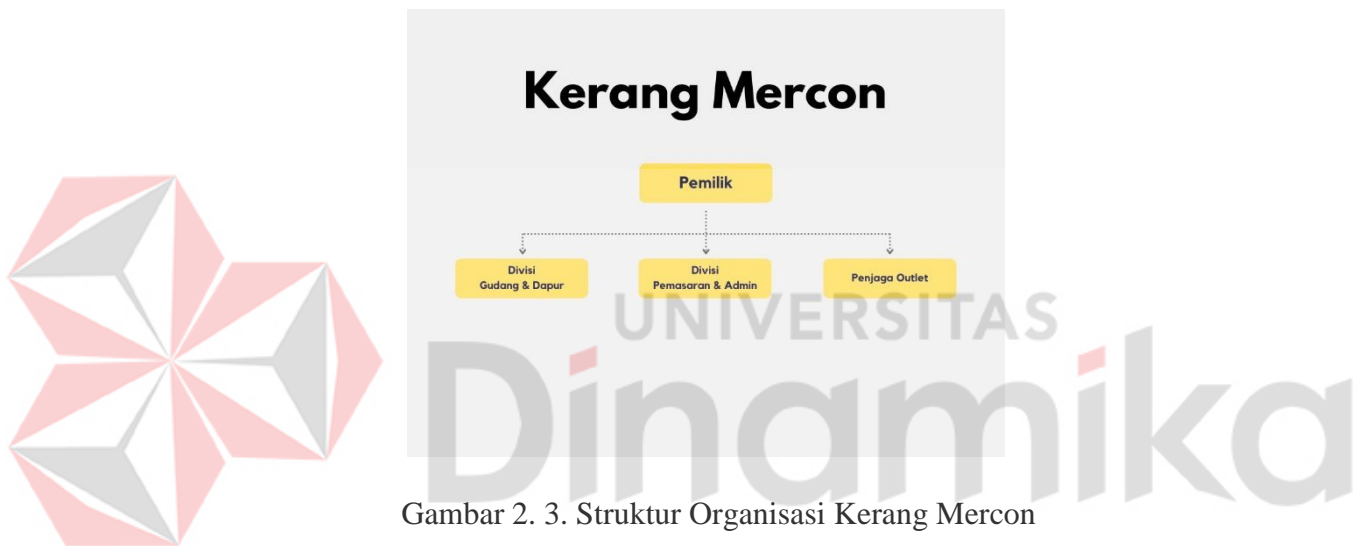 Kerang Mercon
Pemilik
Divisi
Gudang & Dapur
Divisi
Pemasaran & Admin
Penjaga Outlet
UNIVERSITAS
Dinamika
Gambar 2. 3. Struktur Organisasi Kerang Mercon